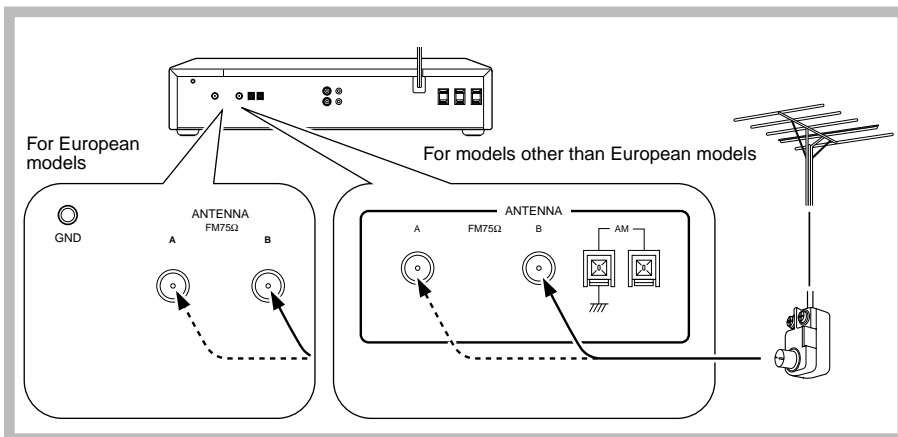 For European
models
For models other than European models
GND
ANTENNA
FM75Ω
A
B
ANTENNA
A
FM75Ω
B
AM